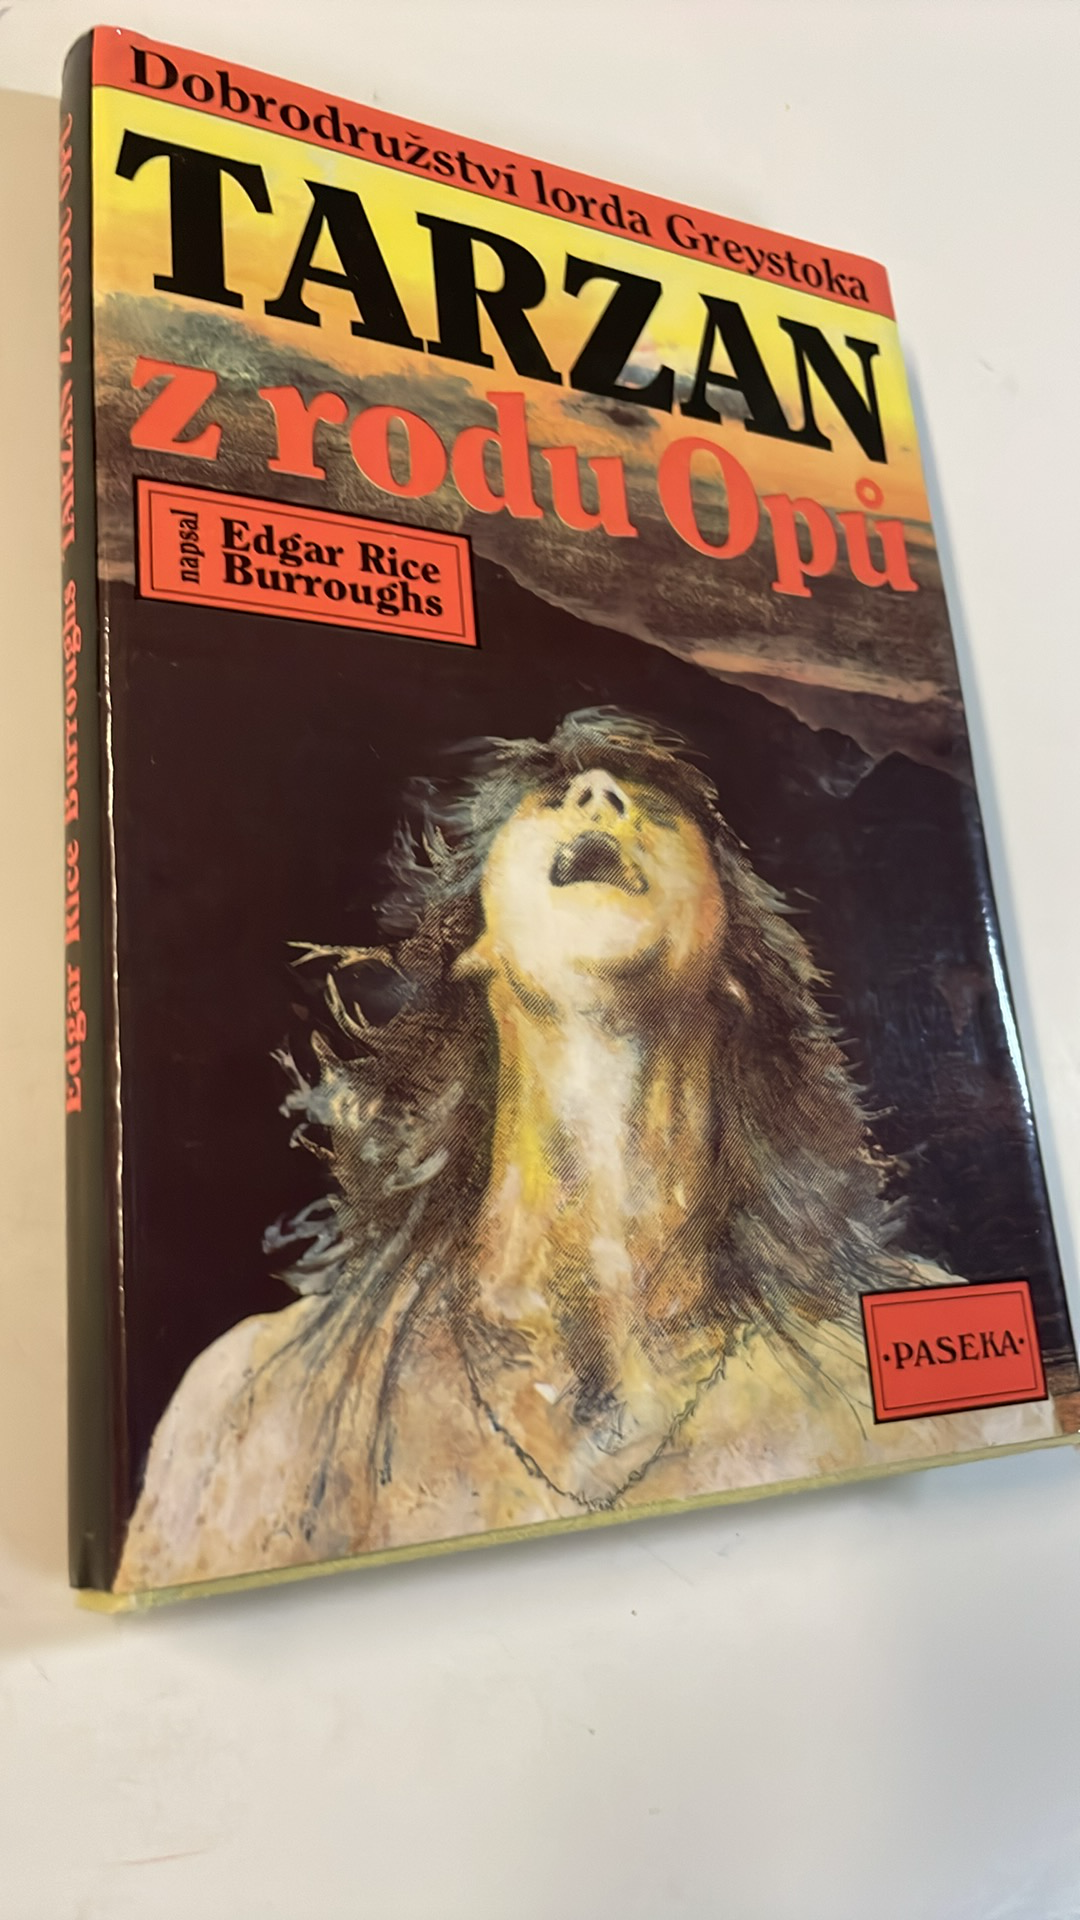 Dobrodružství lorda Greystoka
TARZAN
z rodu Opů
napsal
Edgar Rice
Burroughs
·PASEKA·
Edgar Rice Burroughs TARZAN Z RODU OPŮ